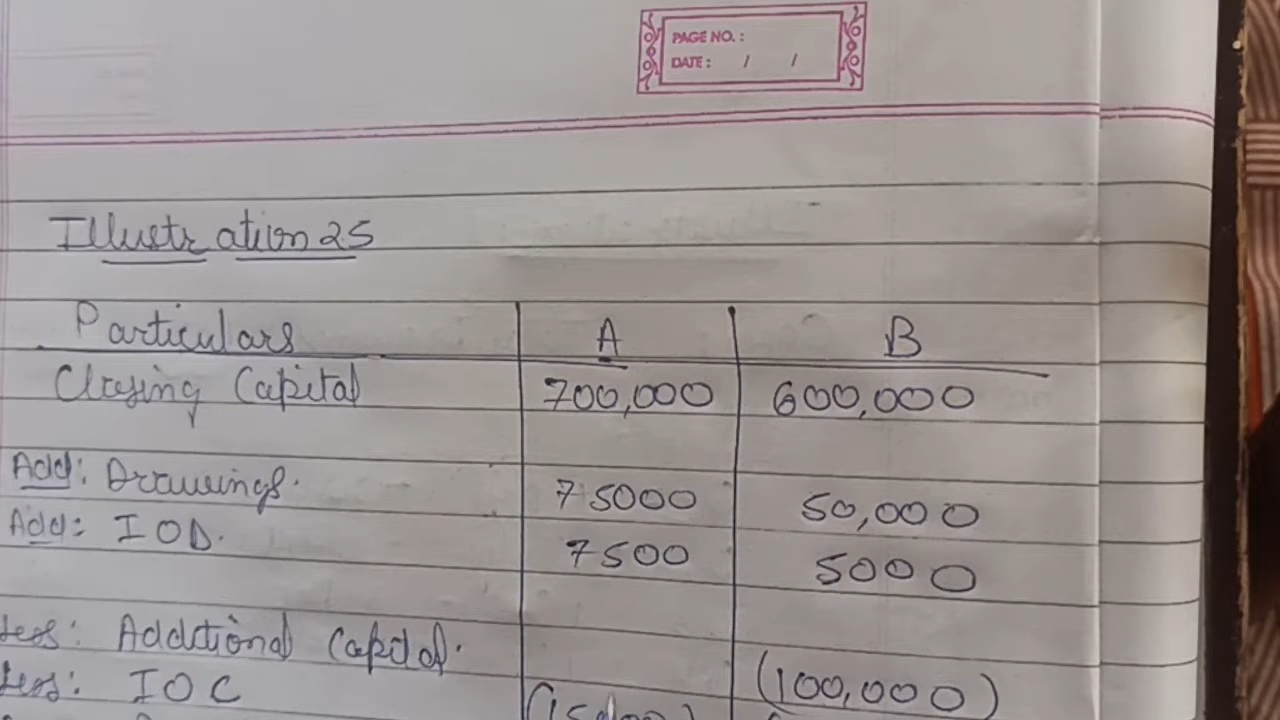 PAGE NO. :
DATE : / /
Illustration 25
Particulars A B
Closing Capital 700,000 600,000
Add: Drawings. 75000 50,000
Add: IOD. 7500 5000
Less: Additional Capital. (100,000)
Less: IOC